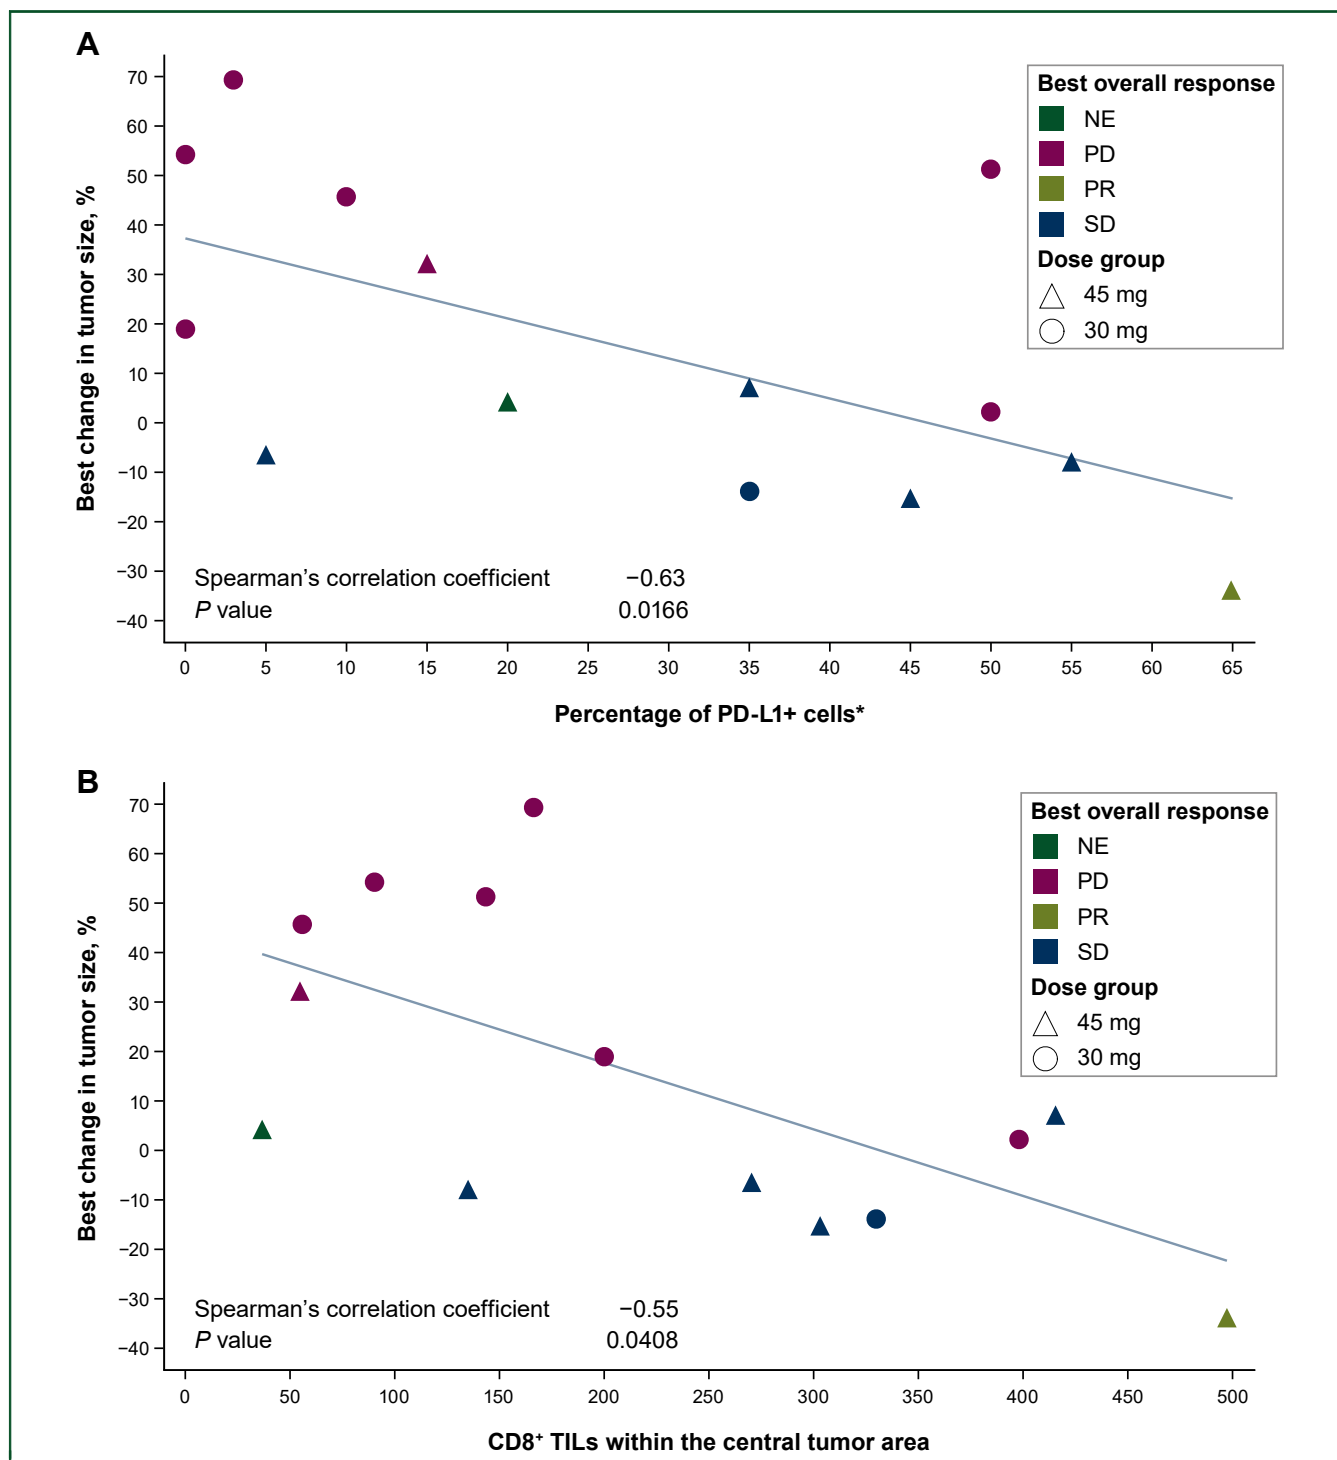 A
Best change in tumor size, %
70
60
50
40
30
20
10
0
−10
−20
−30
−40
Best overall response
NE
PD
PR
SD
Dose group
45 mg
30 mg
Spearman’s correlation coefficient −0.63
P value 0.0166
0 5 10 15 20 25 30 35 40 45 50 55 60 65
Percentage of PD-L1+ cells*
B
Best change in tumor size, %
70
60
50
40
30
20
10
0
−10
−20
−30
−40
Best overall response
NE
PD
PR
SD
Dose group
45 mg
30 mg
Spearman’s correlation coefficient −0.55
P value 0.0408
0 50 100 150 200 250 300 350 400 450 500
CD8⁺ TILs within the central tumor area